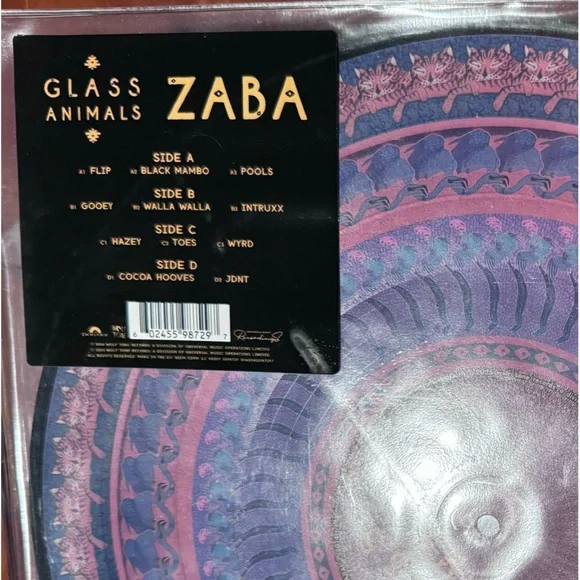 GLASS
ANIMALS
ZABA
SIDE A
A1 FLIP A2 BLACK MAMBO A3 POOLS
SIDE B
B1 GOOEY B2 WALLA WALLA B3 INTRUXX
SIDE C
C1 HAZEY C2 TOES C3 WYRD
SIDE D
D1 COCOA HOOVES D2 JDNT
6 02455 98729 7